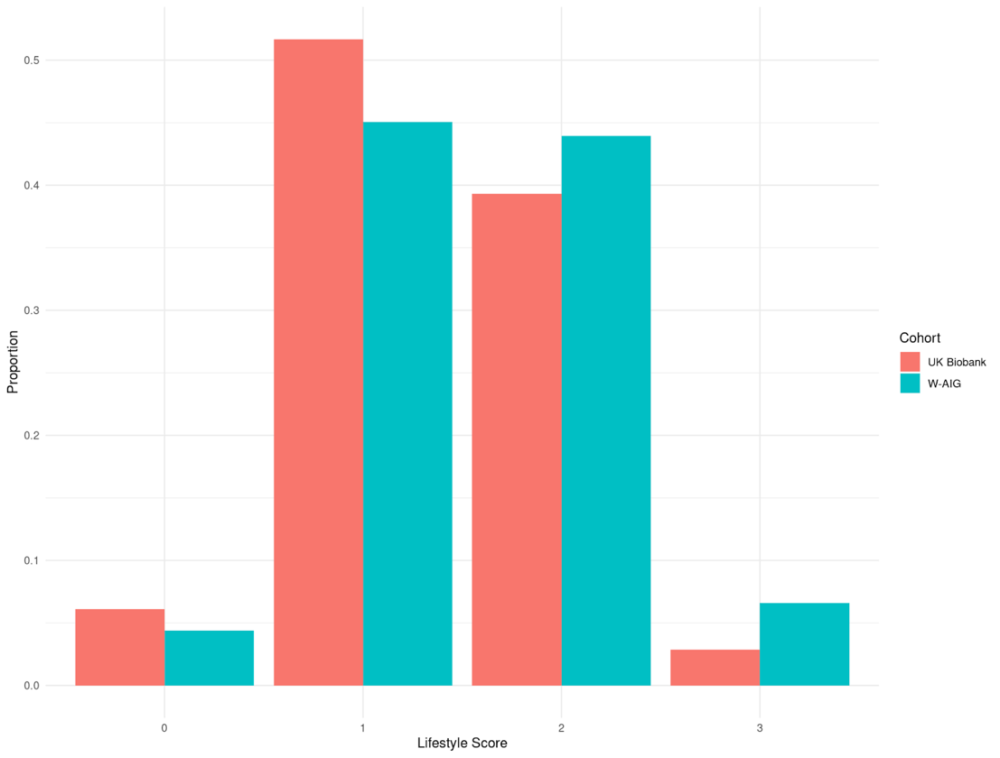 0.5
0.4
0.3
0.2
0.1
0.0
Proportion
0 1 2 3
Lifestyle Score
Cohort
UK Biobank
W-AIG